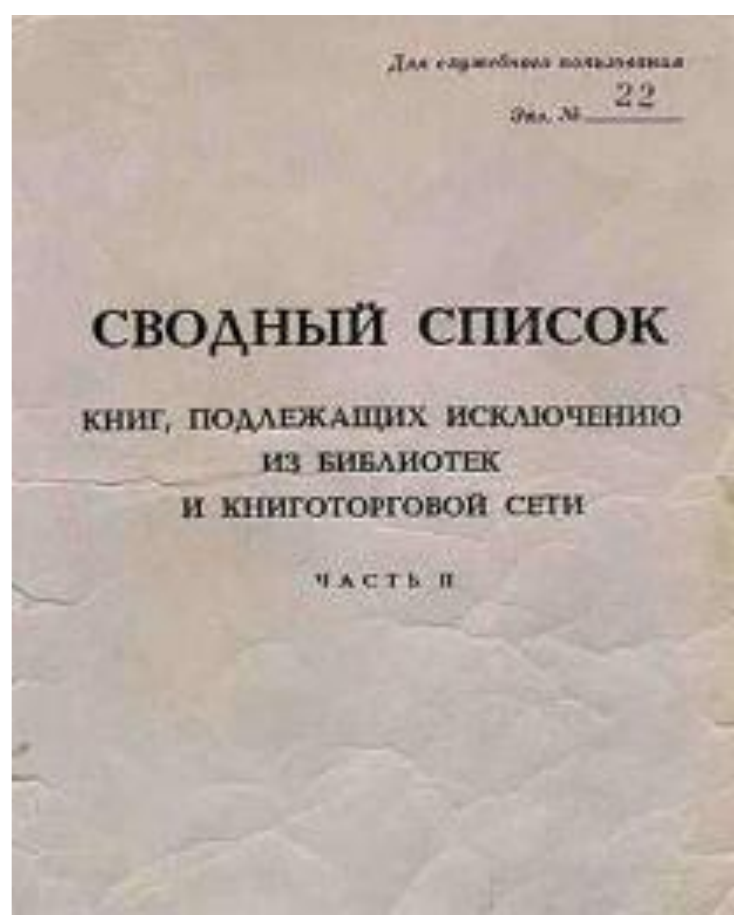 Для служебного пользования
Экз. № 22
СВОДНЫЙ СПИСОК
КНИГ, ПОДЛЕЖАЩИХ ИСКЛЮЧЕНИЮ
ИЗ БИБЛИОТЕК
И КНИГОТОРГОВОЙ СЕТИ
ЧАСТЬ II